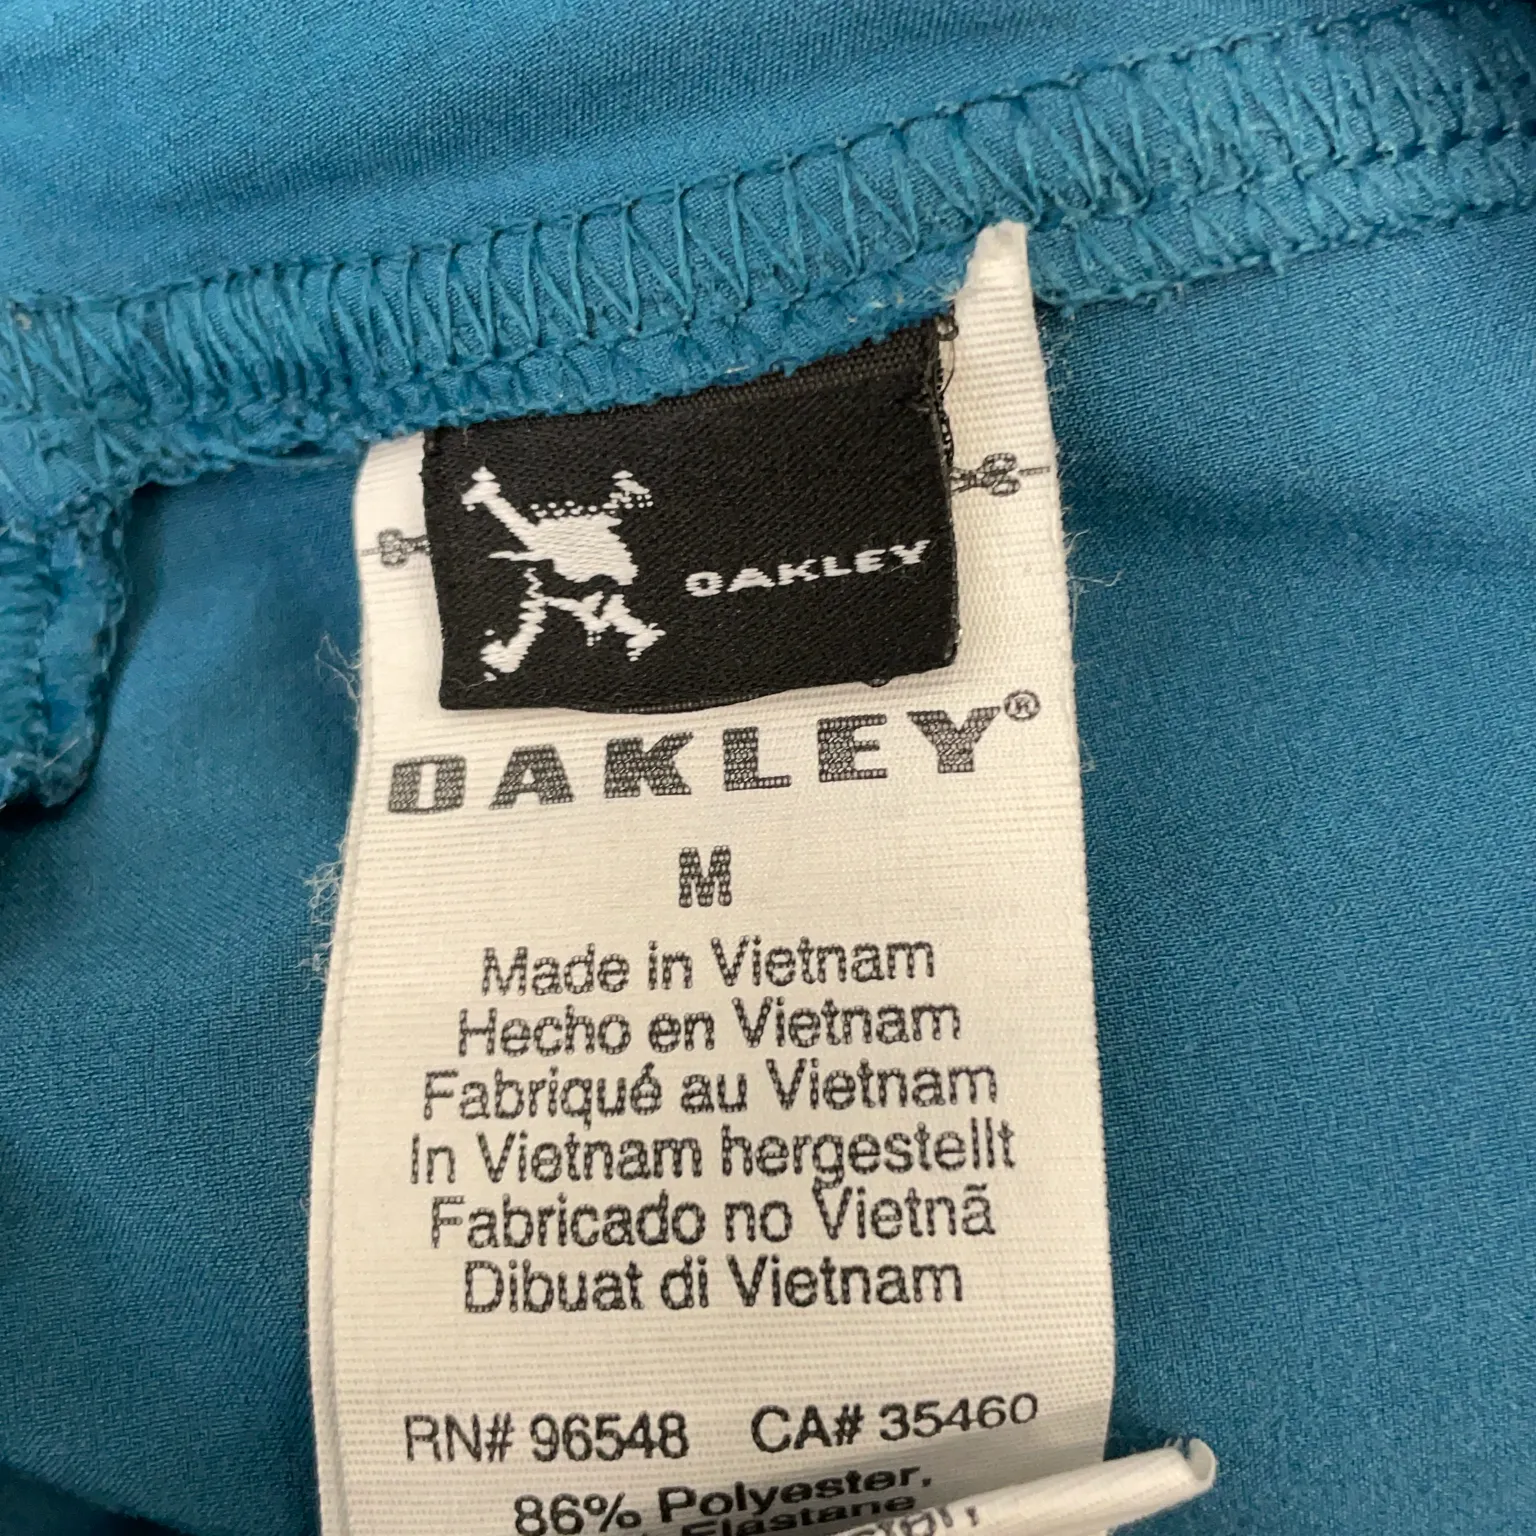 OAKLEY
OAKLEY®
M
Made in Vietnam
Hecho en Vietnam
Fabriqué au Vietnam
In Vietnam hergestellt
Fabricado no Vietnã
Dibuat di Vietnam
RN# 96548 CA# 35460
86% Polyester,
Elastane